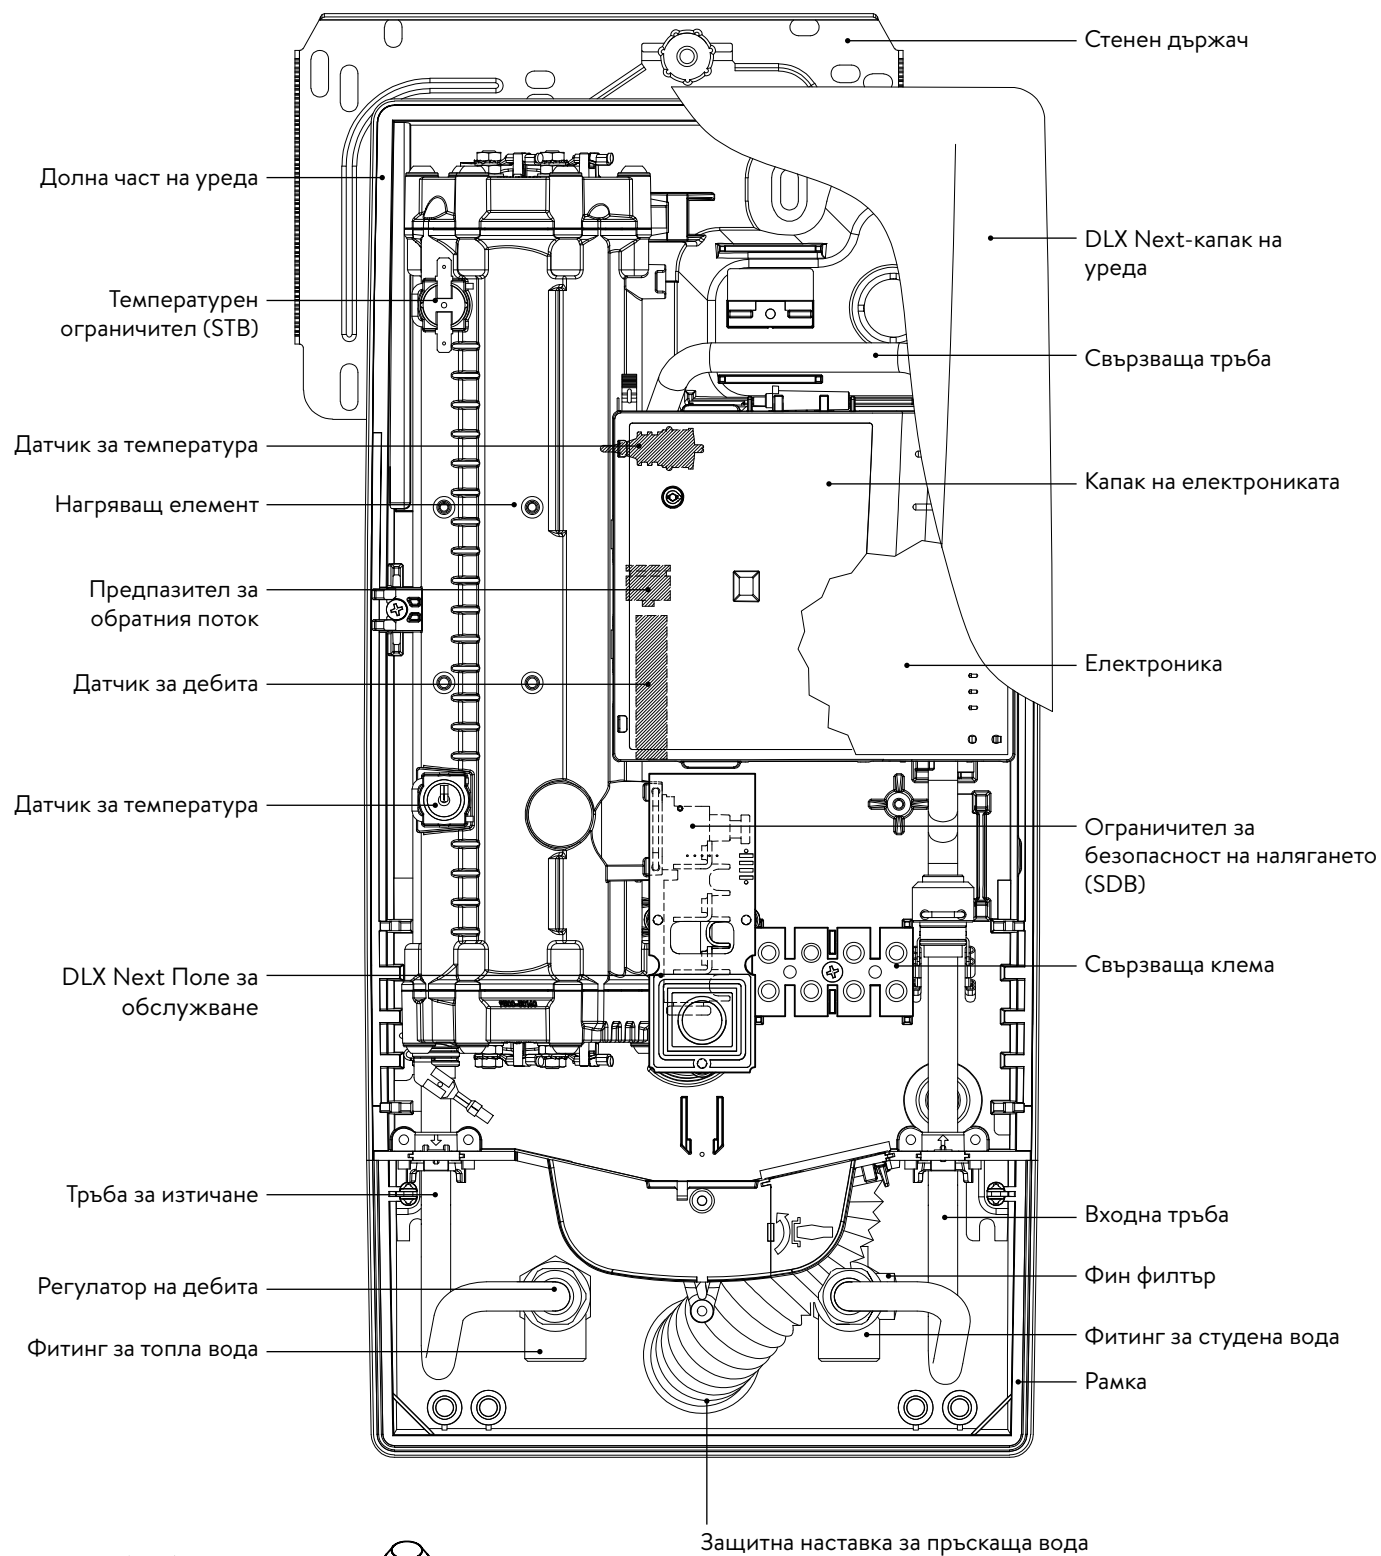 Стенен държач
Долна част на уреда
DLX Next-капак на
уреда
Температурен
ограничител (STB)
Свързваща тръба
Датчик за температура
Капак на електрониката
Нагряващ елемент
Предпазител за
обратния поток
Електроника
Датчик за дебита
Датчик за температура
Ограничител за
безопасност на налягането
(SDB)
DLX Next Поле за
обслужване
Свързваща клема
Тръба за изтичане
Входна тръба
Регулатор на дебита
Фин филтър
Фитинг за топла вода
Фитинг за студена вода
Рамка
Защитна наставка за пръскаща вода